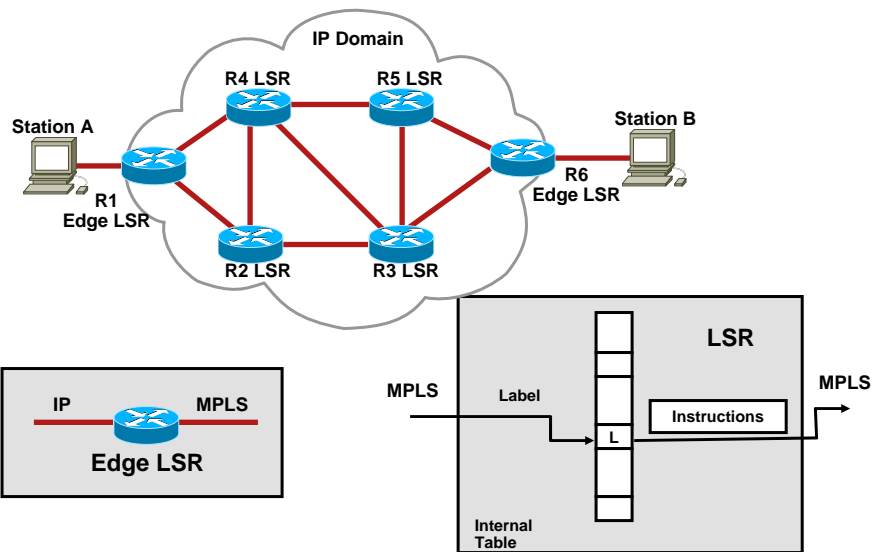 IP Domain
R4 LSR
R5 LSR
Station A
Station B
R1
Edge LSR
R6
Edge LSR
R2 LSR
R3 LSR
IP
MPLS
Edge LSR
LSR
MPLS
Label
Instructions
MPLS
L
Internal
Table